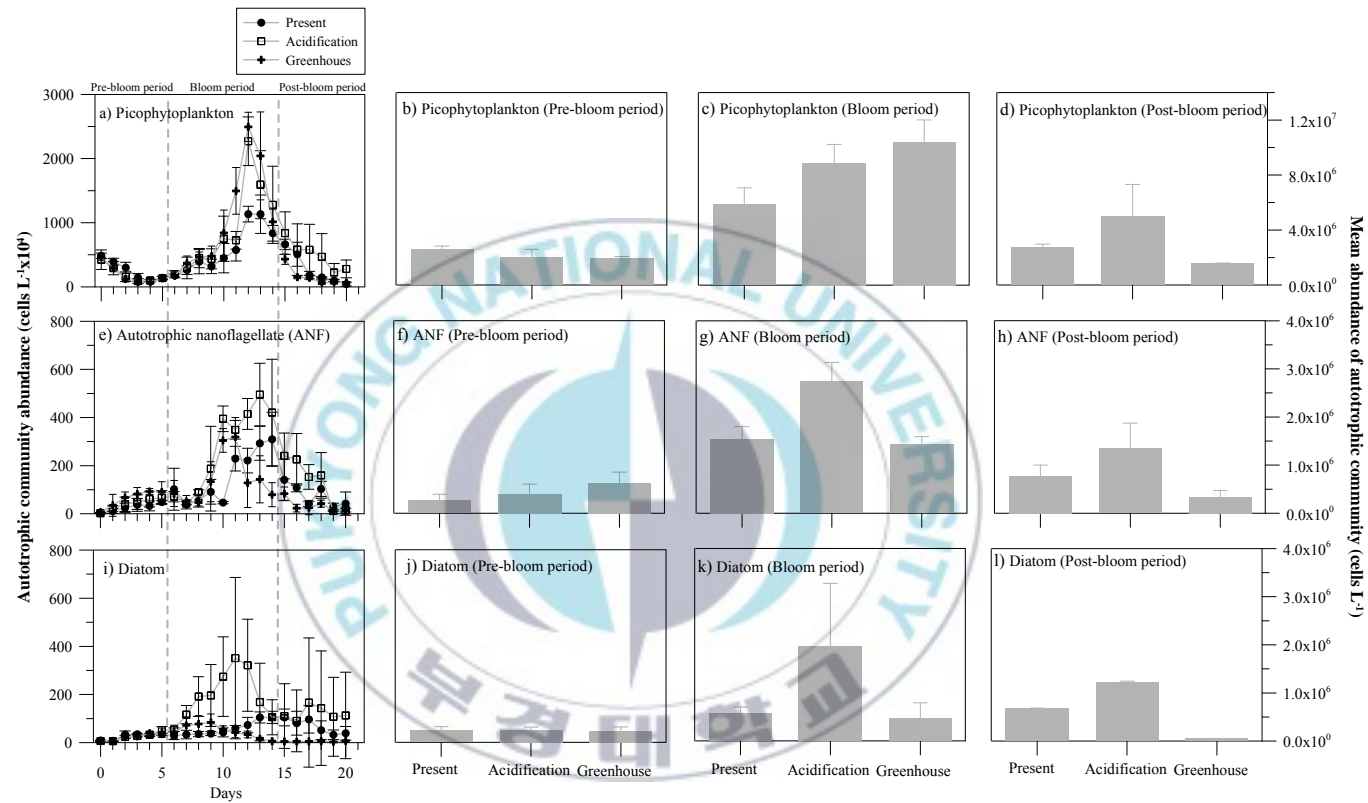 Present
Acidification
Greenhoues
Pre-bloom period Bloom period Post-bloom period
Autotrophic community abundance (cells L⁻¹x10⁴)
a) Picophytoplankton
3000
2000
1000
0
b) Picophytoplankton (Pre-bloom period)
c) Picophytoplankton (Bloom period)
d) Picophytoplankton (Post-bloom period)
1.2x10⁷
8.0x10⁶
4.0x10⁶
0.0x10⁰
Mean abundance of autotrophic community (cells L⁻¹)
e) Autotrophic nanoflagellate (ANF)
800
600
400
200
0
f) ANF (Pre-bloom period)
g) ANF (Bloom period)
h) ANF (Post-bloom period)
4.0x10⁶
3.0x10⁶
2.0x10⁶
1.0x10⁶
0.0x10⁰
i) Diatom
800
600
400
200
0
j) Diatom (Pre-bloom period)
k) Diatom (Bloom period)
l) Diatom (Post-bloom period)
4.0x10⁶
3.0x10⁶
2.0x10⁶
1.0x10⁶
0.0x10⁰
0 5 10 15 20
Days
Present Acidification Greenhouse
Present Acidification Greenhouse
Present Acidification Greenhouse
PUKYONG NATIONAL UNIVERSITY
부경대학교